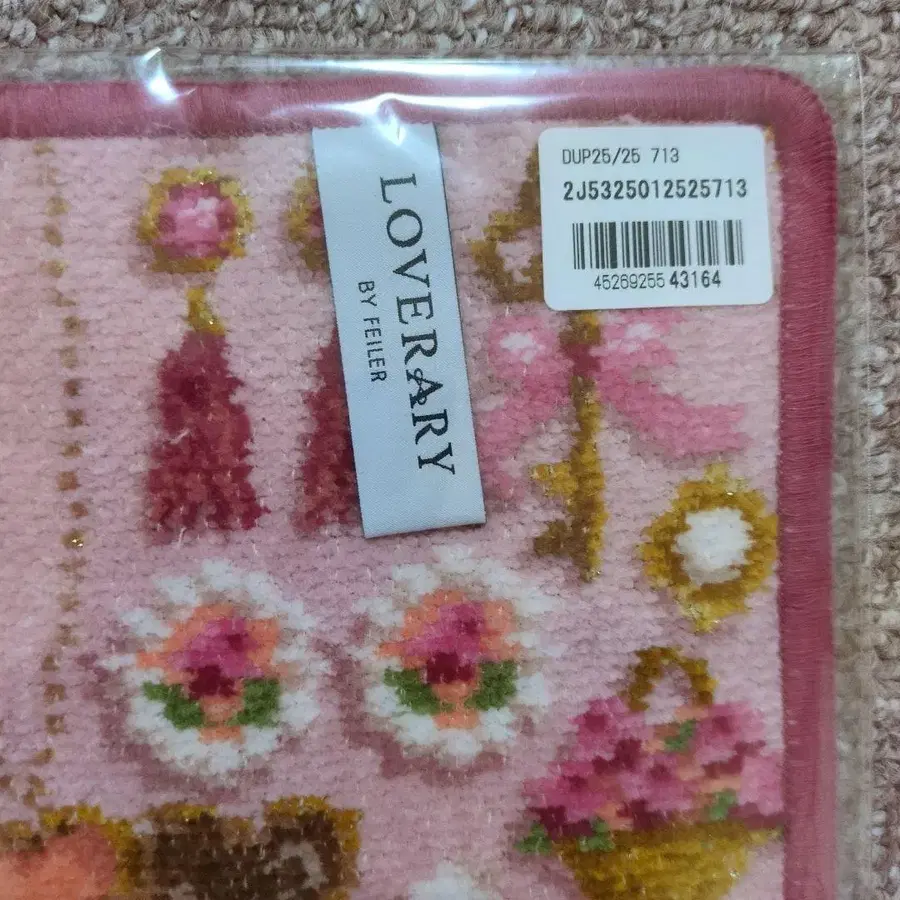 LOVERARY
BY FEILER
DUP25/25 713
2J5325012525713
45269255 43164